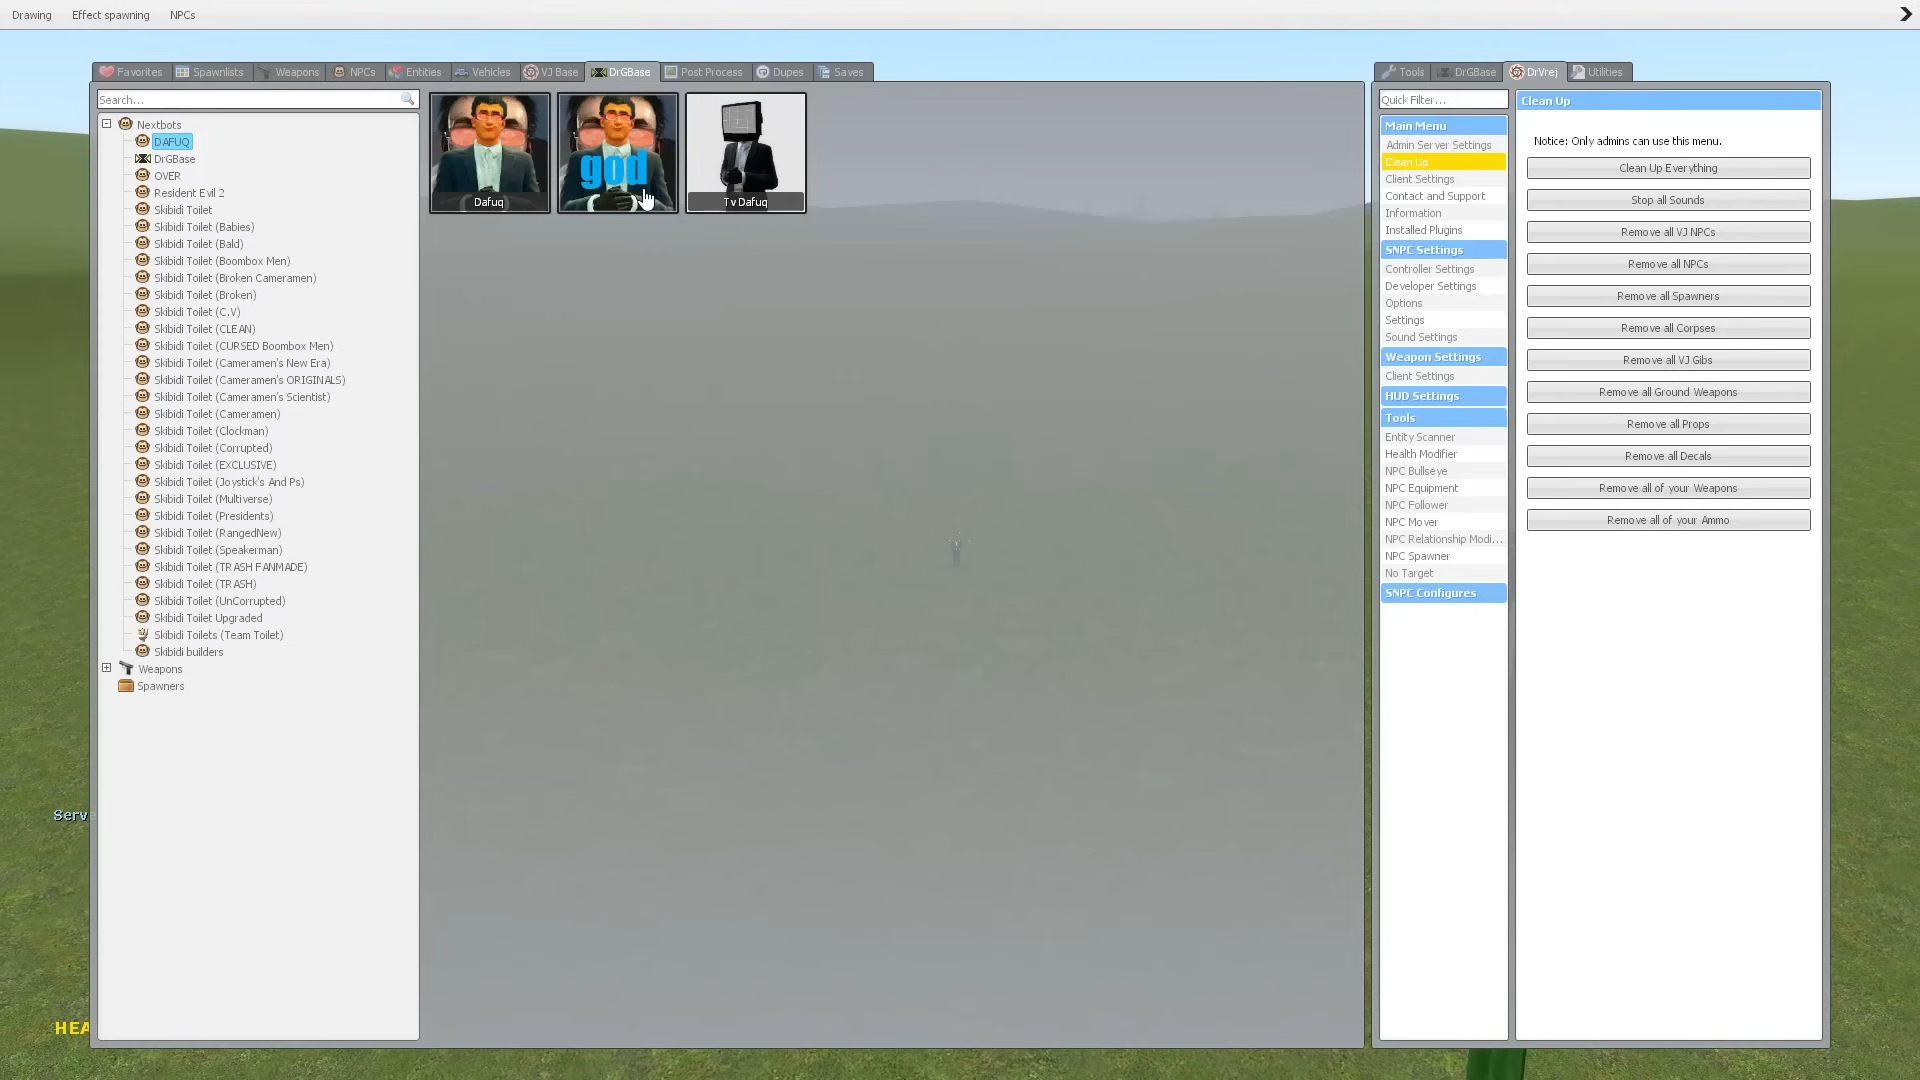 Drawing Effect spawning NPCs
Favorites Spawnlists Weapons NPCs Entities Vehicles VJ Base DrGBase Post Process Dupes Saves
Search...
Nextbots
DAFUQ
DrGBase
OVER
Resident Evil 2
Skibidi Toilet
Skibidi Toilet (Babies)
Skibidi Toilet (Bald)
Skibidi Toilet (Boombox Men)
Skibidi Toilet (Broken Cameramen)
Skibidi Toilet (Broken)
Skibidi Toilet (C.V)
Skibidi Toilet (CLEAN)
Skibidi Toilet (CURSED Boombox Men)
Skibidi Toilet (Cameramen's New Era)
Skibidi Toilet (Cameramen's ORIGINALS)
Skibidi Toilet (Cameramen's Scientist)
Skibidi Toilet (Cameramen)
Skibidi Toilet (Clockman)
Skibidi Toilet (Corrupted)
Skibidi Toilet (EXCLUSIVE)
Skibidi Toilet (Joystick's And Ps)
Skibidi Toilet (Multiverse)
Skibidi Toilet (Presidents)
Skibidi Toilet (RangedNew)
Skibidi Toilet (Speakerman)
Skibidi Toilet (TRASH FANMADE)
Skibidi Toilet (TRASH)
Skibidi Toilet (UnCorrupted)
Skibidi Toilet Upgraded
Skibidi Toilets (Team Toilet)
Skibidi builders
Weapons
Spawners
god
Dafuq
Tv Dafuq
Tools DrGBase DrVrej Utilities
Quick Filter...
Main Menu
Admin Server Settings
Clean Up
Client Settings
Contact and Support
Information
Installed Plugins
SNPC Settings
Controller Settings
Developer Settings
Options
Settings
Sound Settings
Weapon Settings
Client Settings
HUD Settings
Tools
Entity Scanner
Health Modifier
NPC Bullseye
NPC Equipment
NPC Follower
NPC Mover
NPC Relationship Modi...
NPC Spawner
No Target
SNPC Configures
Clean Up
Notice: Only admins can use this menu.
Clean Up Everything
Stop all Sounds
Remove all VJ NPCs
Remove all NPCs
Remove all Spawners
Remove all Corpses
Remove all VJ Gibs
Remove all Ground Weapons
Remove all Props
Remove all Decals
Remove all of your Weapons
Remove all of your Ammo
Serv
HEA